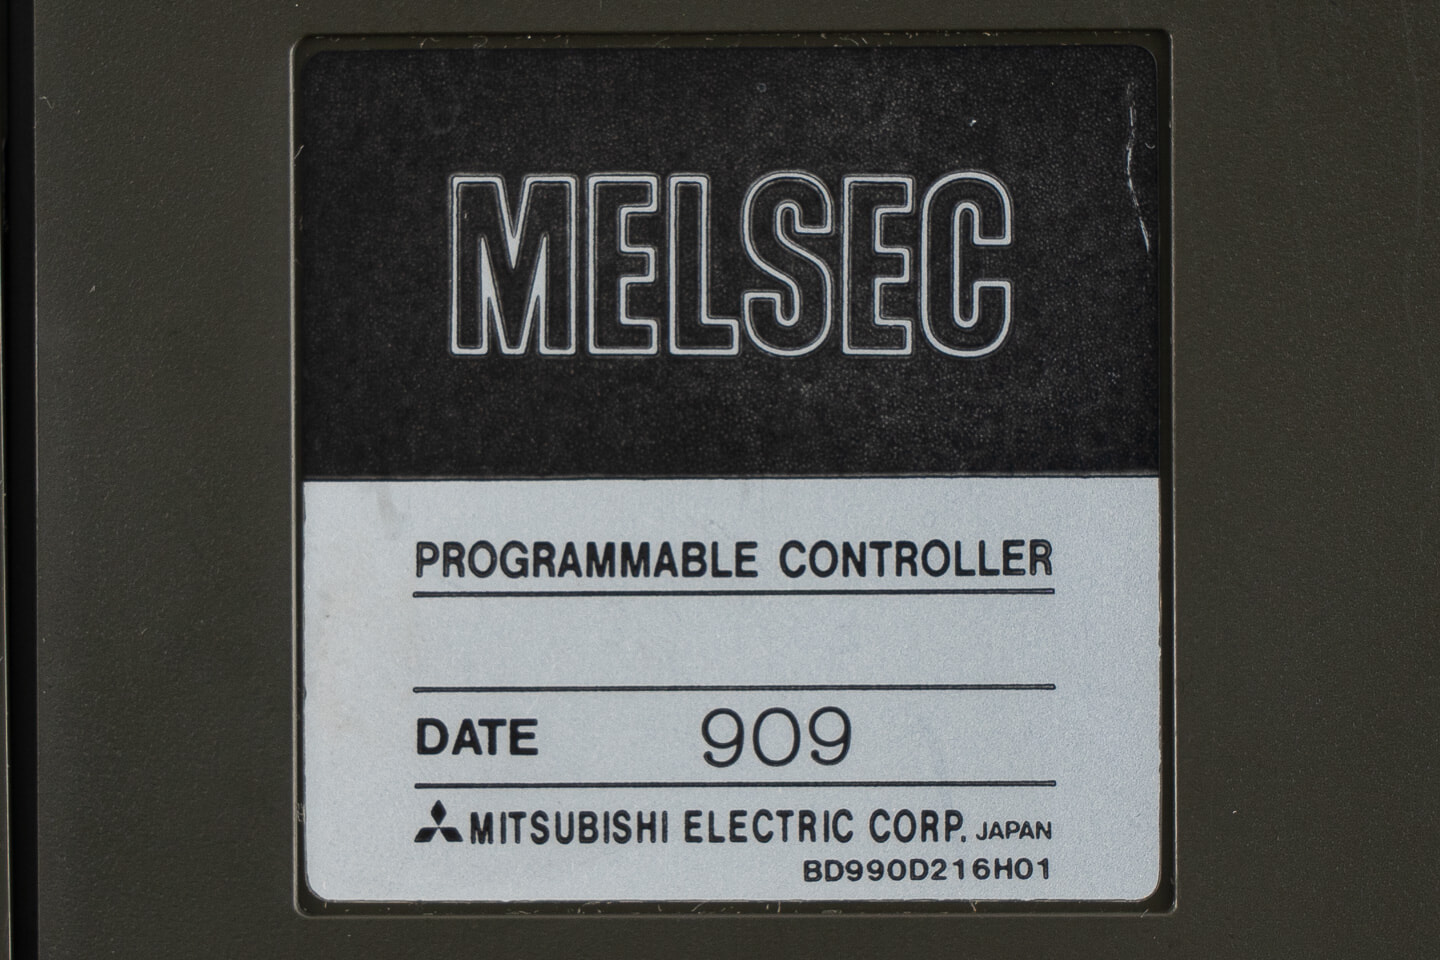 MELSEC
PROGRAMMABLE CONTROLLER
DATE 909
MITSUBISHI ELECTRIC CORP. JAPAN
BD990D216H01